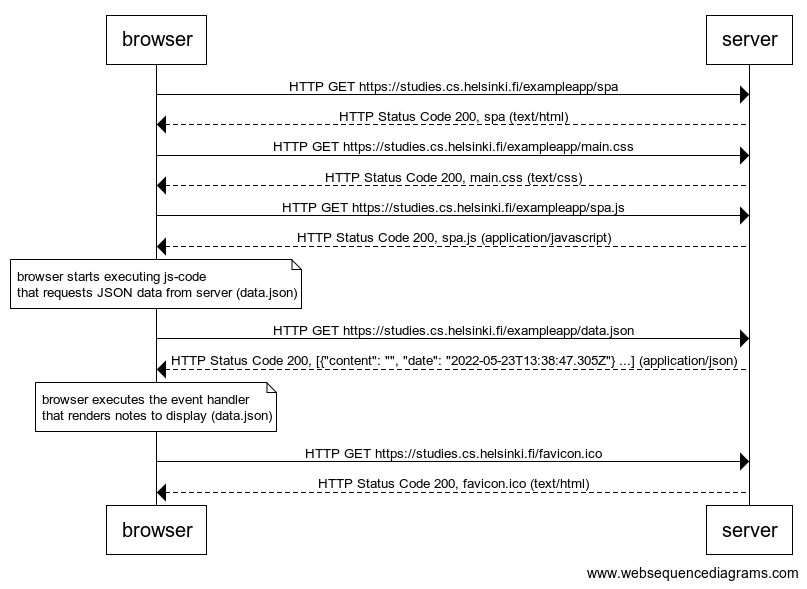 browser server
HTTP GET https://studies.cs.helsinki.fi/exampleapp/spa
HTTP Status Code 200, spa (text/html)
HTTP GET https://studies.cs.helsinki.fi/exampleapp/main.css
HTTP Status Code 200, main.css (text/css)
HTTP GET https://studies.cs.helsinki.fi/exampleapp/spa.js
HTTP Status Code 200, spa.js (application/javascript)
browser starts executing js-code
that requests JSON data from server (data.json)
HTTP GET https://studies.cs.helsinki.fi/exampleapp/data.json
HTTP Status Code 200, [{"content": "", "date": "2022-05-23T13:38:47.305Z"} ...] (application/json)
browser executes the event handler
that renders notes to display (data.json)
HTTP GET https://studies.cs.helsinki.fi/favicon.ico
HTTP Status Code 200, favicon.ico (text/html)
browser server
www.websequencediagrams.com